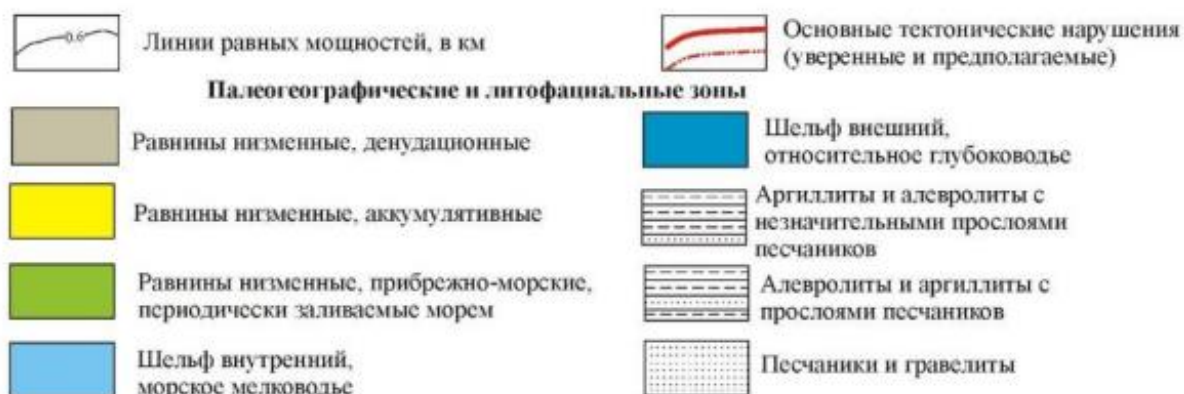 0.6
Линии равных мощностей, в км
Основные тектонические нарушения
(уверенные и предполагаемые)
Палеогеографические и литофациальные зоны
Равнины низменные, денудационные
Равнины низменные, аккумулятивные
Равнины низменные, прибрежно-морские,
периодически заливаемые морем
Шельф внутренний,
морское мелководье
Шельф внешний,
относительное глубоководье
Аргиллиты и алевролиты с
незначительными прослоями
песчаников
Алевролиты и аргиллиты с
прослоями песчаников
Песчаники и гравелиты